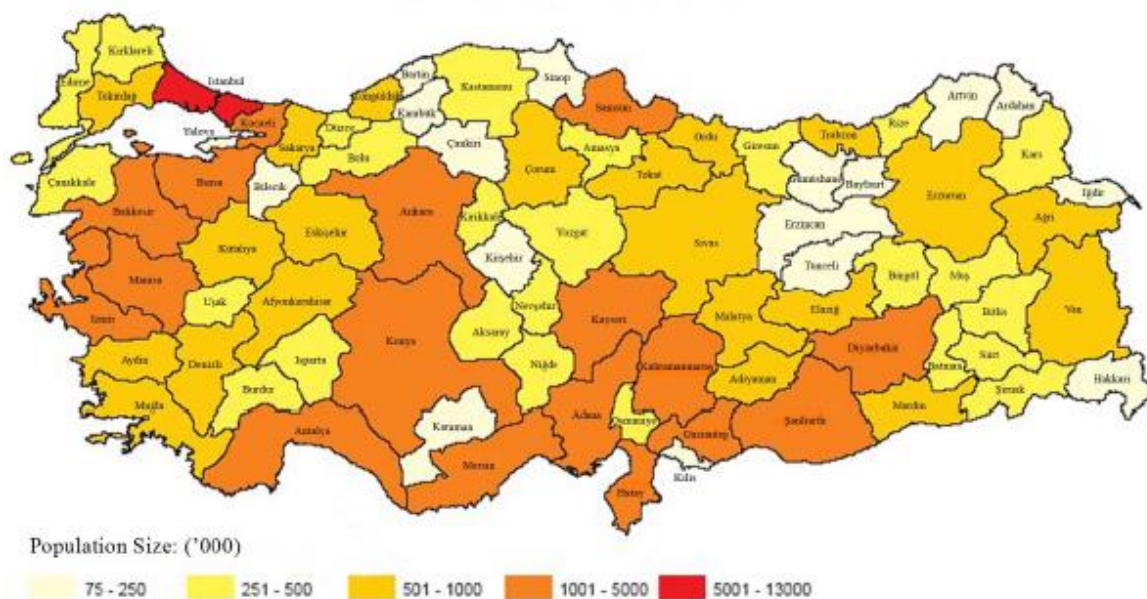 Kırklareli
Edirne
Tekirdağ
İstanbul
Kocaeli
Yalova
Sakarya
Düzce
Bolu
Zonguldak
Bartın
Karabük
Kastamonu
Sinop
Samsun
Çankırı
Çorum
Amasya
Ordu
Tokat
Giresun
Trabzon
Gümüşhane
Bayburt
Rize
Artvin
Ardahan
Kars
Iğdır
Ağrı
Erzurum
Erzincan
Tunceli
Bingöl
Muş
Bitlis
Van
Hakkari
Şırnak
Siirt
Batman
Mardin
Diyarbakır
Elazığ
Malatya
Adıyaman
Şanlıurfa
Gaziantep
Kilis
Hatay
Osmaniye
Kahramanmaraş
Adana
Mersin
Karaman
Niğde
Nevşehir
Aksaray
Kayseri
Sivas
Yozgat
Kırşehir
Kırıkkale
Ankara
Konya
Eskişehir
Bilecik
Bursa
Çanakkale
Balıkesir
Kütahya
Manisa
Uşak
Afyonkarahisar
İzmir
Aydın
Denizli
Isparta
Burdur
Muğla
Antalya
Population Size: ('000)
75 - 250
251 - 500
501 - 1000
1001 - 5000
5001 - 13000